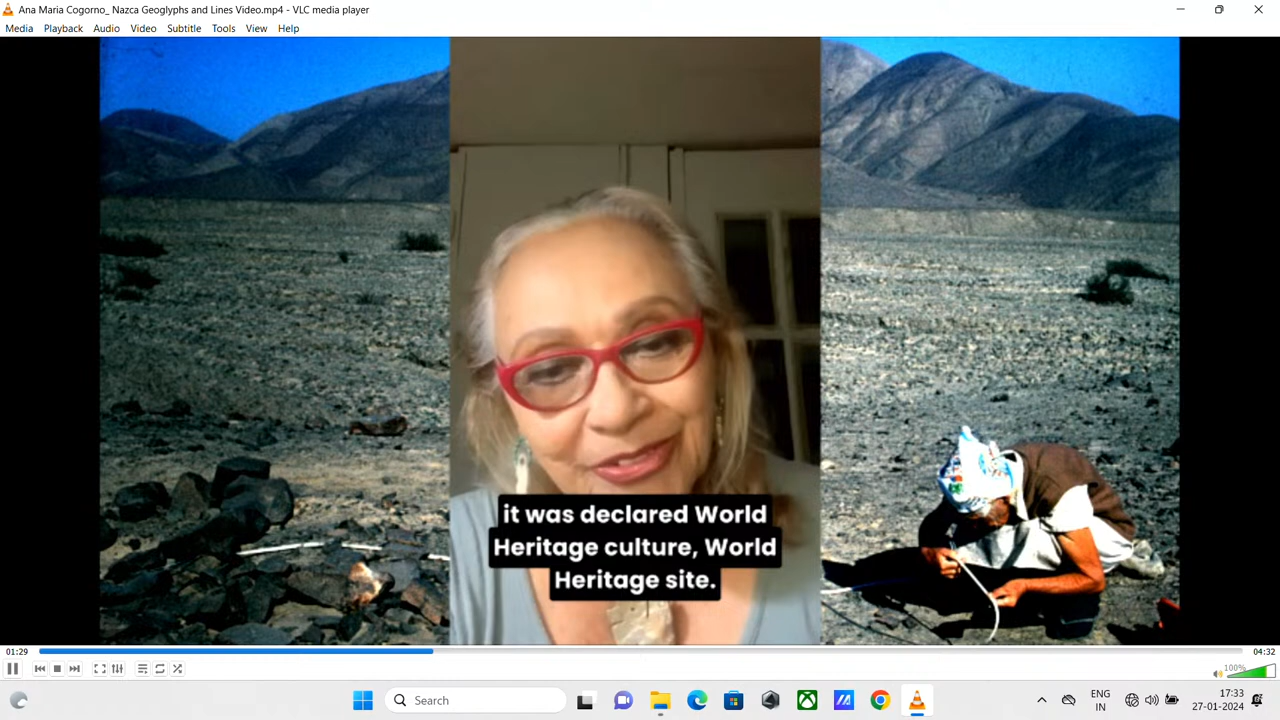 Ana Maria Cogorno_ Nazca Geoglyphs and Lines Video.mp4 - VLC media player
Media Playback Audio Video Subtitle Tools View Help
it was declared World
Heritage culture, World
Heritage site.
01:29 04:32
100%
Search
ENG
IN
17:33
27-01-2024